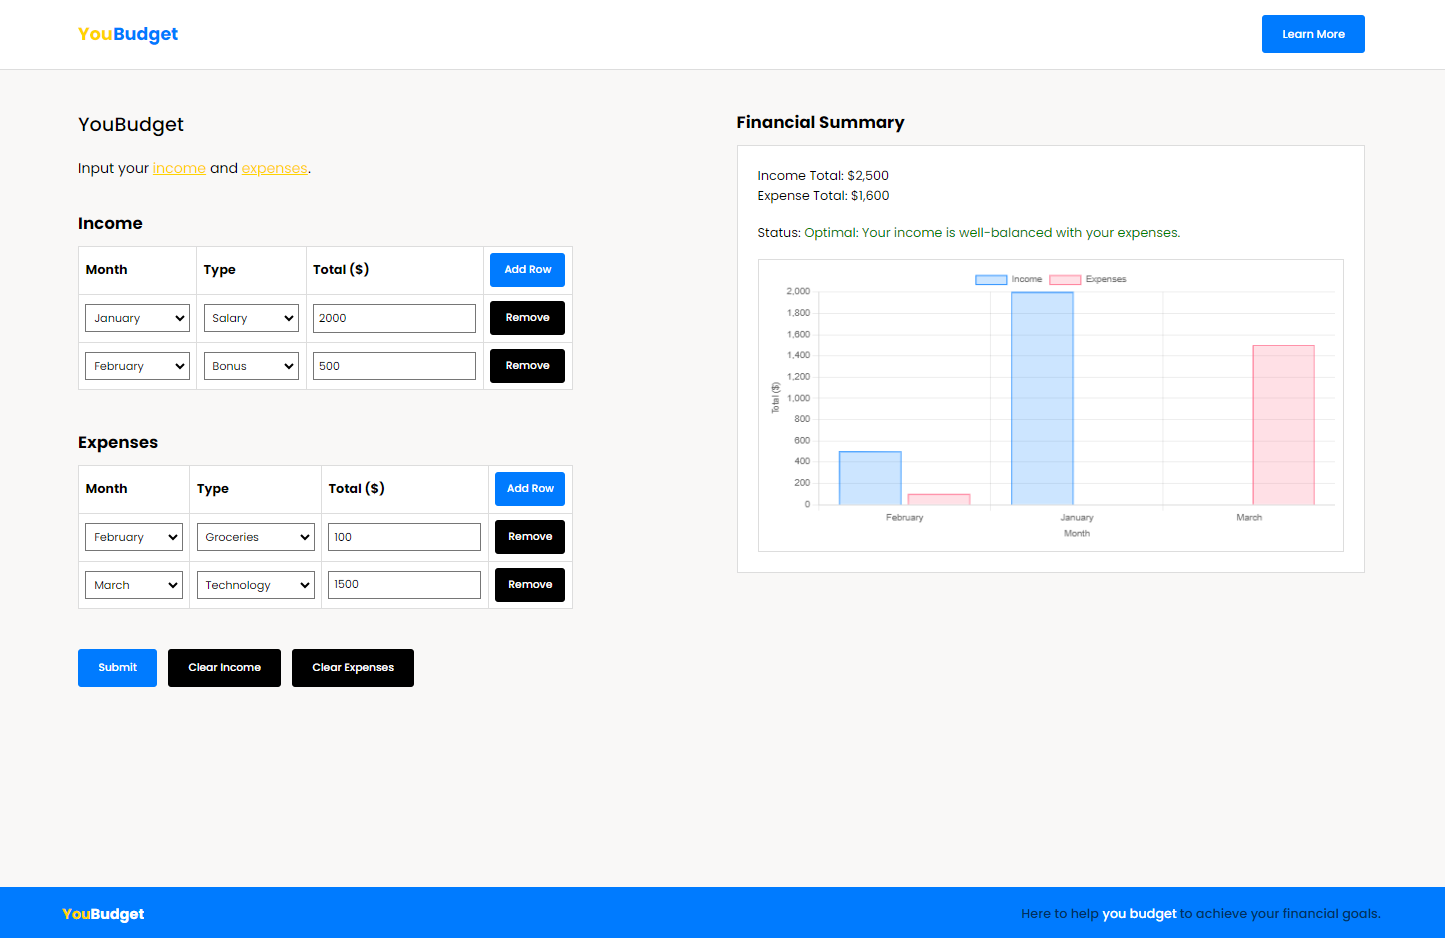 YouBudget
Learn More
YouBudget
Input your income and expenses.
Income
Month Type Total ($) Add Row
January Salary 2000 Remove
February Bonus 500 Remove
Expenses
Month Type Total ($) Add Row
February Groceries 100 Remove
March Technology 1500 Remove
Submit Clear Income Clear Expenses
Financial Summary
Income Total: $2,500
Expense Total: $1,600
Status: Optimal: Your income is well-balanced with your expenses.
Income Expenses
Total ($)
2,000
1,800
1,600
1,400
1,200
1,000
800
600
400
200
0
February January March
Month
YouBudget
Here to help you budget to achieve your financial goals.